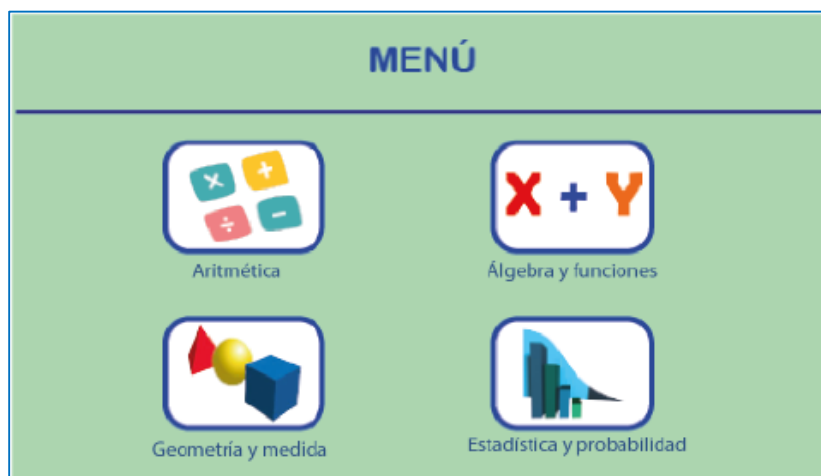 MENÚ
× +
÷ −
Aritmética
X + Y
Álgebra y funciones
Geometría y medida
Estadística y probabilidad